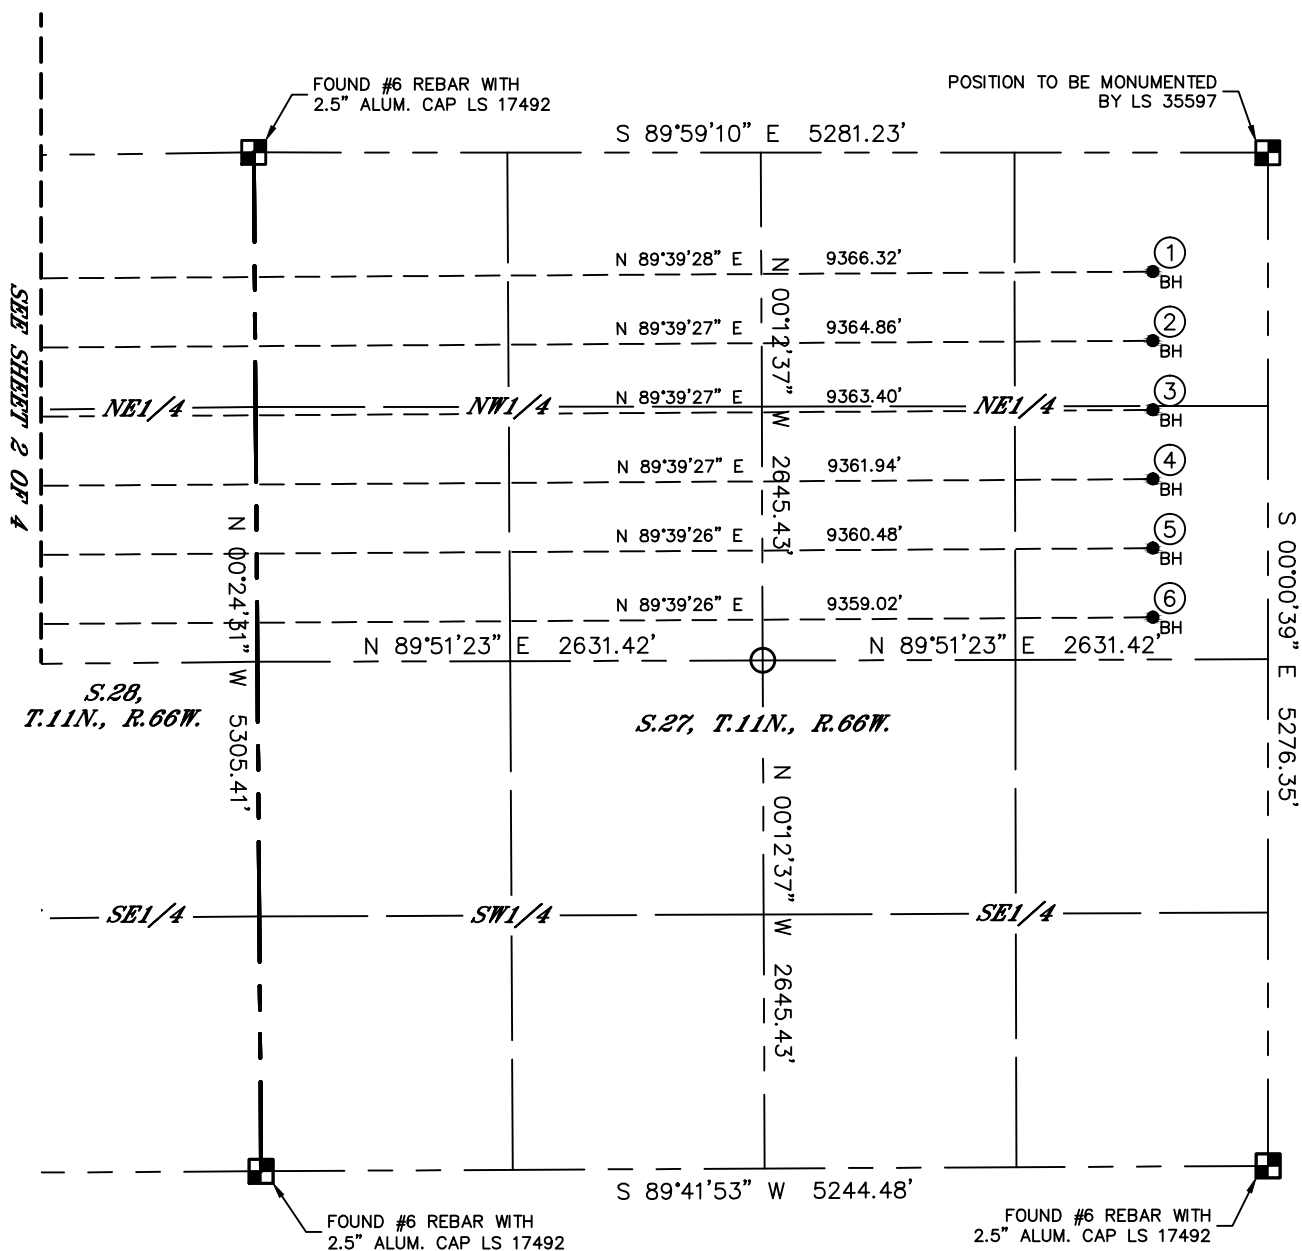 FOUND #6 REBAR WITH
2.5" ALUM. CAP LS 17492
POSITION TO BE MONUMENTED
BY LS 35597
S 89°59'10" E 5281.23'
SEE SHEET 2 OF 4
N 89°39'28" E 9366.32'
1
BH
N 89°39'27" E 9364.86'
2
BH
N 89°39'27" E 9363.40'
3
BH
NE1/4
NW1/4
NE1/4
N 00°12'37" W 2645.43'
N 89°39'27" E 9361.94'
4
BH
N 89°39'26" E 9360.48'
5
BH
N 89°39'26" E 9359.02'
6
BH
N 00°24'31" W 5305.41'
S 00°00'39" E 5276.35'
N 89°51'23" E 2631.42'
N 89°51'23" E 2631.42'
S.28,
T.11N., R.66W.
S.27, T.11N., R.66W.
N 00°12'37" W 2645.43'
SE1/4
SW1/4
SE1/4
S 89°41'53" W 5244.48'
FOUND #6 REBAR WITH
2.5" ALUM. CAP LS 17492
FOUND #6 REBAR WITH
2.5" ALUM. CAP LS 17492